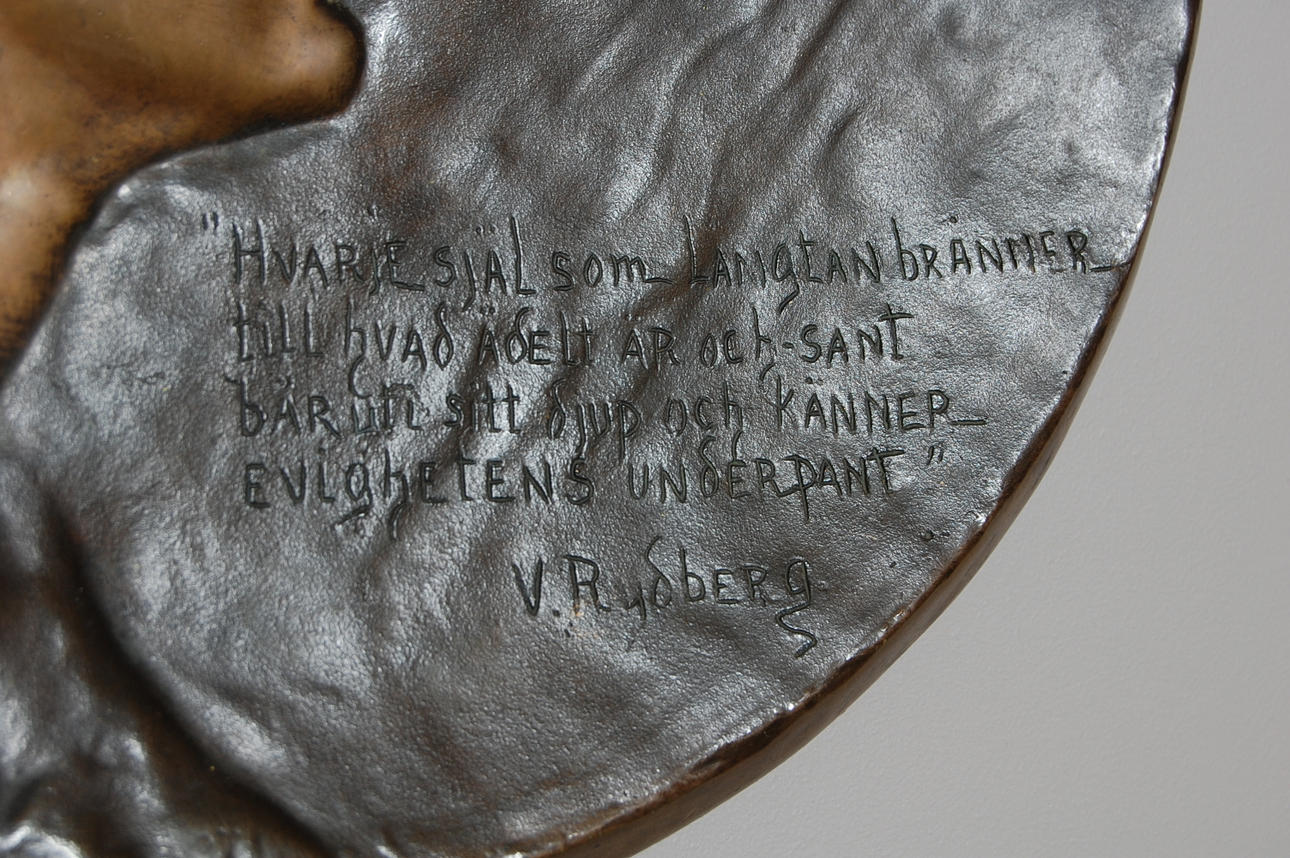 "Hvarje själ som längtan bränner
till hvad ädelt är och sant
bär uti sitt djup och känner
evighetens underpant"
V. Rydberg.